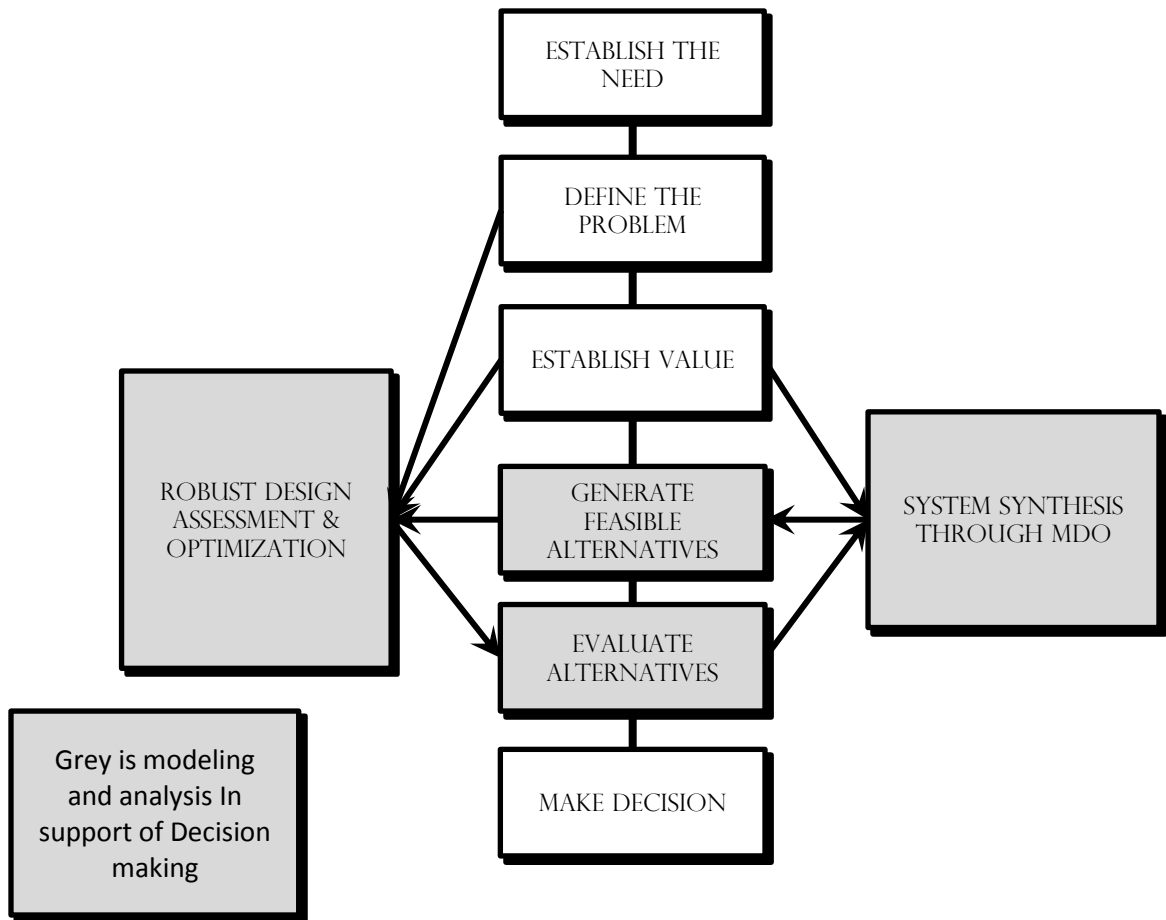 ESTABLISH THE
NEED
DEFINE THE
PROBLEM
ESTABLISH VALUE
ROBUST DESIGN
ASSESSMENT &
OPTIMIZATION
GENERATE
FEASIBLE
ALTERNATIVES
SYSTEM SYNTHESIS
THROUGH MDO
EVALUATE
ALTERNATIVES
MAKE DECISION
Grey is modeling
and analysis In
support of Decision
making